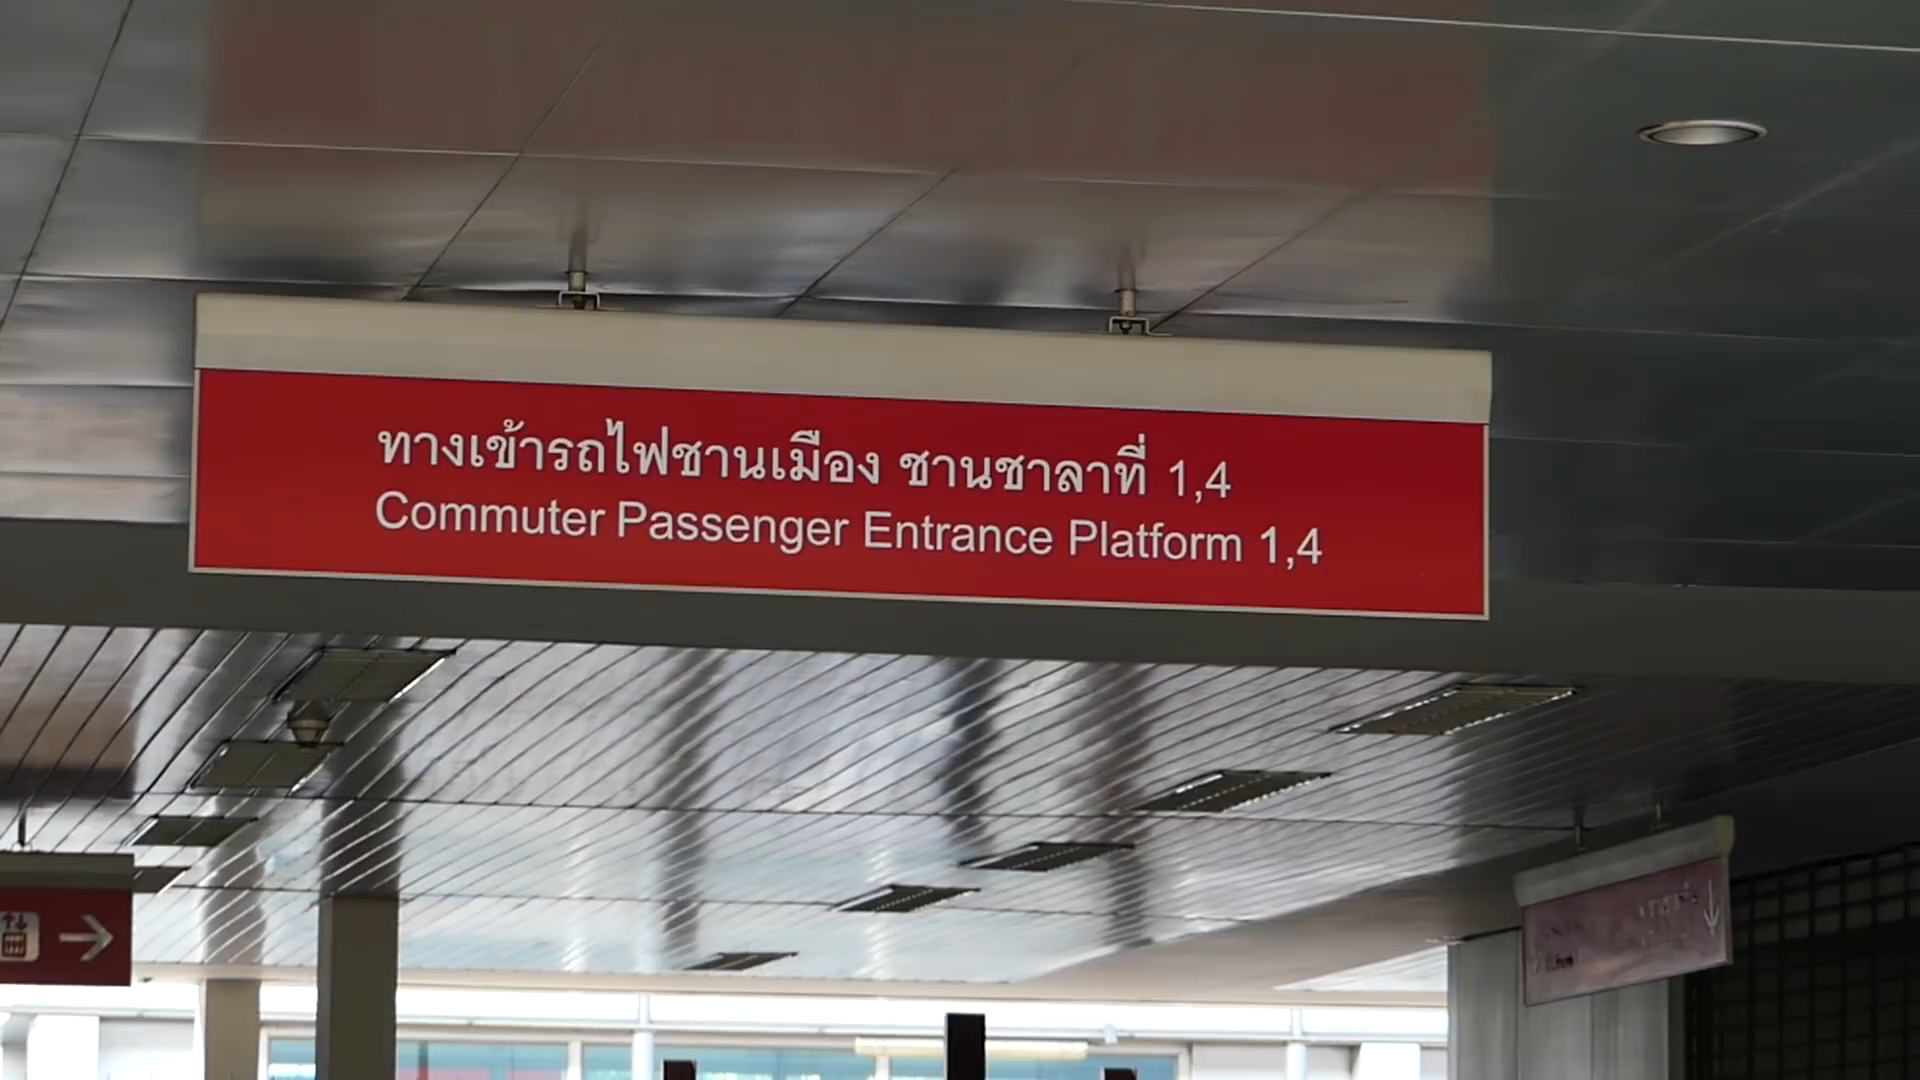 ทางเข้ารถไฟชานเมือง ชานชาลาที่ 1,4
Commuter Passenger Entrance Platform 1,4